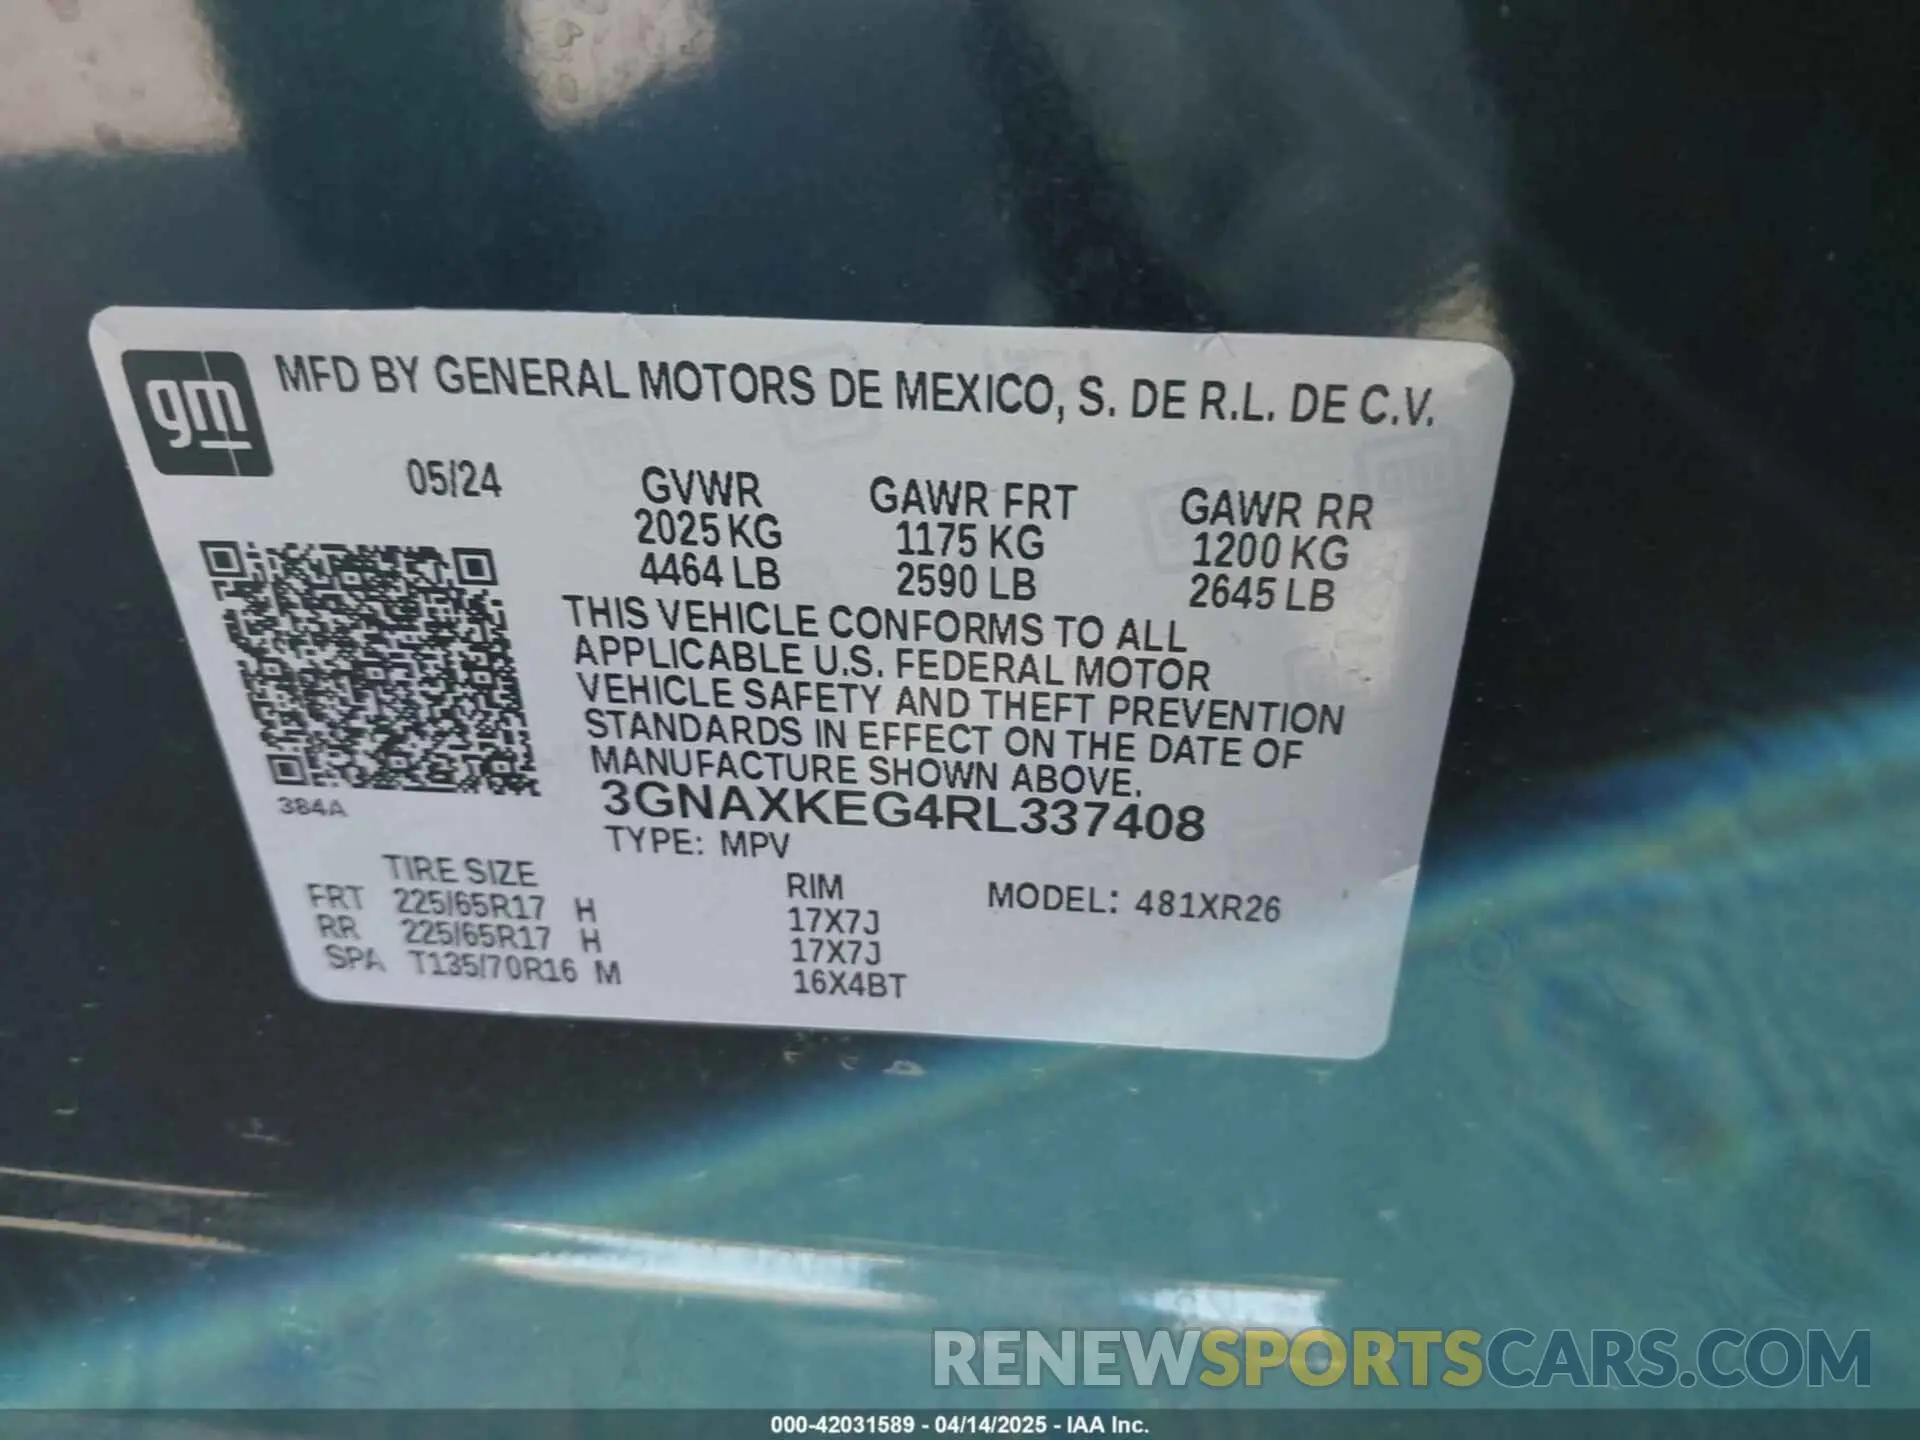 gm
MFD BY GENERAL MOTORS DE MEXICO, S. DE R.L. DE C.V.
05/24 GVWR GAWR FRT GAWR RR
2025 KG 1175 KG 1200 KG
4464 LB 2590 LB 2645 LB
THIS VEHICLE CONFORMS TO ALL
APPLICABLE U.S. FEDERAL MOTOR
VEHICLE SAFETY AND THEFT PREVENTION
STANDARDS IN EFFECT ON THE DATE OF
MANUFACTURE SHOWN ABOVE.
384A
3GNAXKEG4RL337408
TYPE: MPV
TIRE SIZE RIM MODEL: 481XR26
FRT 225/65R17 H 17X7J
RR 225/65R17 H 17X7J
SPA T135/70R16 M 16X4BT
RENEWSPORTSCARS.COM
000-42031589 - 04/14/2025 - IAA Inc.